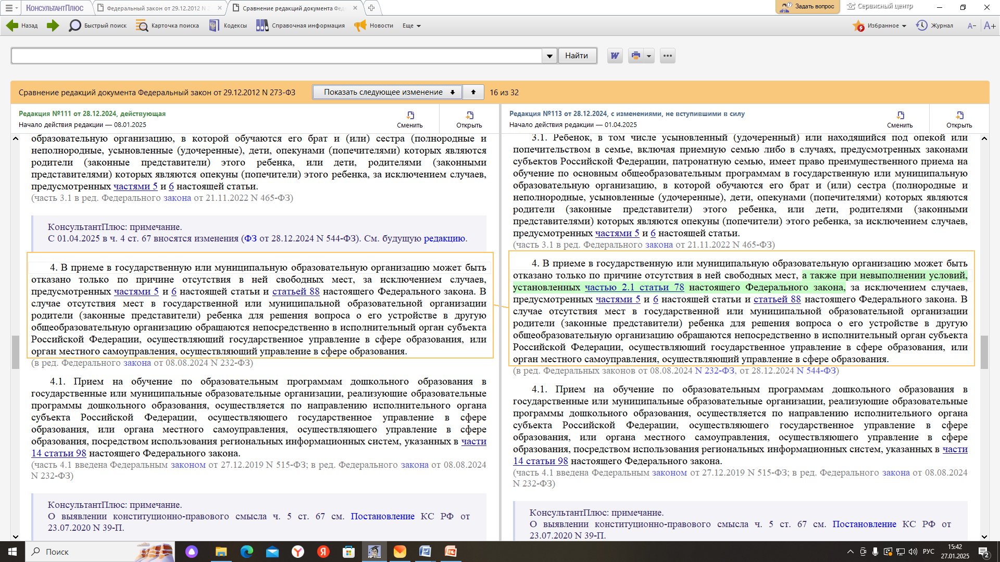 КонсультантПлюс
Федеральный закон от 29.12.2012 N
Сравнение редакций документа Фед
Задать вопрос
Сервисный центр
Назад
Быстрый поиск
Карточка поиска
Кодексы
Справочная информация
Новости
Еще
Избранное
Журнал
A-
A+
Найти
Сравнение редакций документа Федеральный закон от 29.12.2012 N 273-ФЗ
Показать следующее изменение
16 из 32
Редакция №111 от 28.12.2024, действующая
Начало действия редакции — 08.01.2025
Сменить
Открыть
образовательную организацию, в которой обучаются его брат и (или) сестра (полнородные и
неполнородные, усыновленные (удочеренные), дети, опекунами (попечителями) которых являются
родители (законные представители) этого ребенка, или дети, родителями (законными
представителями) которых являются опекуны (попечители) этого ребенка, за исключением случаев,
предусмотренных частями 5 и 6 настоящей статьи.
(часть 3.1 в ред. Федерального закона от 21.11.2022 N 465-ФЗ)
КонсультантПлюс: примечание.
С 01.04.2025 в ч. 4 ст. 67 вносятся изменения (ФЗ от 28.12.2024 N 544-ФЗ). См. будущую редакцию.
4. В приеме в государственную или муниципальную образовательную организацию может быть
отказано только по причине отсутствия в ней свободных мест, за исключением случаев,
предусмотренных частями 5 и 6 настоящей статьи и статьей 88 настоящего Федерального закона. В
случае отсутствия мест в государственной или муниципальной образовательной организации
родители (законные представители) ребенка для решения вопроса о его устройстве в другую
общеобразовательную организацию обращаются непосредственно в исполнительный орган субъекта
Российской Федерации, осуществляющий государственное управление в сфере образования, или
орган местного самоуправления, осуществляющий управление в сфере образования.
(в ред. Федерального закона от 08.08.2024 N 232-ФЗ)
4.1. Прием на обучение по образовательным программам дошкольного образования в
государственные или муниципальные образовательные организации, реализующие образовательные
программы дошкольного образования, осуществляется по направлению исполнительного органа
субъекта Российской Федерации, осуществляющего государственное управление в сфере
образования, или органа местного самоуправления, осуществляющего управление в сфере
образования, посредством использования региональных информационных систем, указанных в части
14 статьи 98 настоящего Федерального закона.
(часть 4.1 введена Федеральным законом от 27.12.2019 N 515-ФЗ; в ред. Федерального закона от 08.08.2024
N 232-ФЗ)
КонсультантПлюс: примечание.
О выявлении конституционно-правового смысла ч. 5 ст. 67 см. Постановление КС РФ от
23.07.2020 N 39-П.
Редакция №113 от 28.12.2024, с изменениями, не вступившими в силу
Начало действия редакции — 01.04.2025
Сменить
Открыть
3.1. Ребенок, в том числе усыновленный (удочеренный) или находящийся под опекой или
попечительством в семье, включая приемную семью либо в случаях, предусмотренных законами
субъектов Российской Федерации, патронатную семью, имеет право преимущественного приема на
обучение по основным общеобразовательным программам в государственную или муниципальную
образовательную организацию, в которой обучаются его брат и (или) сестра (полнородные и
неполнородные, усыновленные (удочеренные), дети, опекунами (попечителями) которых являются
родители (законные представители) этого ребенка, или дети, родителями (законными
представителями) которых являются опекуны (попечители) этого ребенка, за исключением случаев,
предусмотренных частями 5 и 6 настоящей статьи.
(часть 3.1 в ред. Федерального закона от 21.11.2022 N 465-ФЗ)
4. В приеме в государственную или муниципальную образовательную организацию может быть
отказано только по причине отсутствия в ней свободных мест, а также при невыполнении условий,
установленных частью 2.1 статьи 78 настоящего Федерального закона, за исключением случаев,
предусмотренных частями 5 и 6 настоящей статьи и статьей 88 настоящего Федерального закона. В
случае отсутствия мест в государственной или муниципальной образовательной организации
родители (законные представители) ребенка для решения вопроса о его устройстве в другую
общеобразовательную организацию обращаются непосредственно в исполнительный орган субъекта
Российской Федерации, осуществляющий государственное управление в сфере образования, или
орган местного самоуправления, осуществляющий управление в сфере образования.
(в ред. Федеральных законов от 08.08.2024 N 232-ФЗ, от 28.12.2024 N 544-ФЗ)
4.1. Прием на обучение по образовательным программам дошкольного образования в
государственные или муниципальные образовательные организации, реализующие образовательные
программы дошкольного образования, осуществляется по направлению исполнительного органа
субъекта Российской Федерации, осуществляющего государственное управление в сфере
образования, или органа местного самоуправления, осуществляющего управление в сфере
образования, посредством использования региональных информационных систем, указанных в части
14 статьи 98 настоящего Федерального закона.
(часть 4.1 введена Федеральным законом от 27.12.2019 N 515-ФЗ; в ред. Федерального закона от 08.08.2024
N 232-ФЗ)
КонсультантПлюс: примечание.
О выявлении конституционно-правового смысла ч. 5 ст. 67 см. Постановление КС РФ от
23.07.2020 N 39-П.
Поиск
РУС
15:42
27.01.2025
2